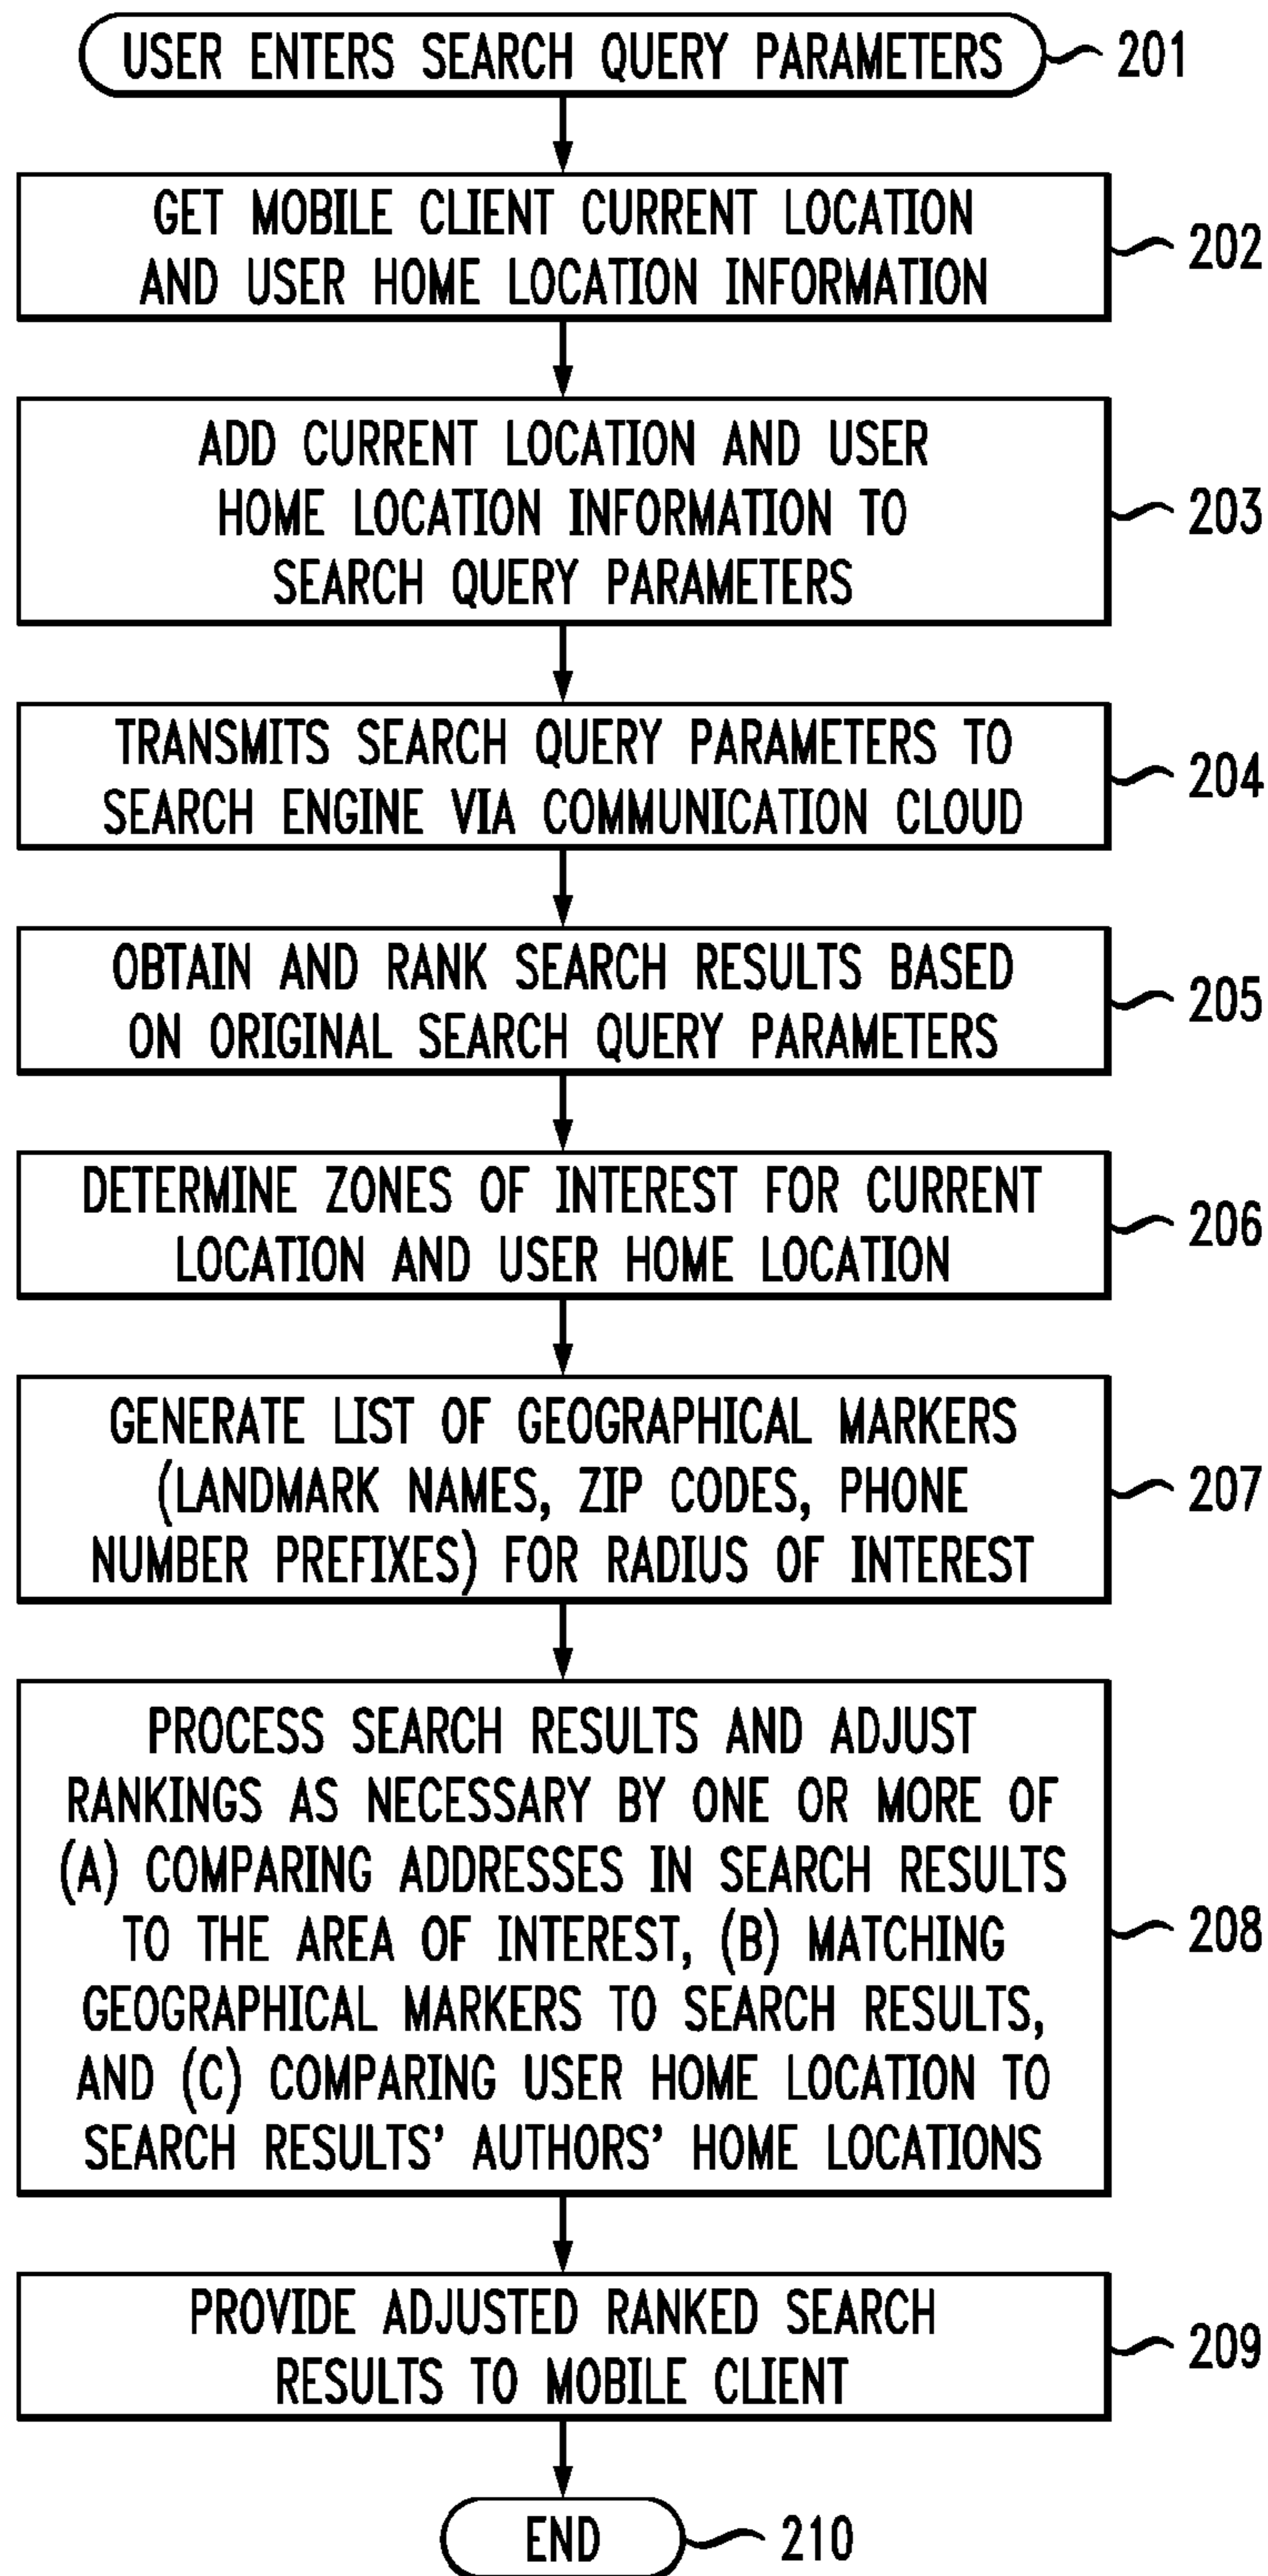 USER ENTERS SEARCH QUERY PARAMETERS
201
GET MOBILE CLIENT CURRENT LOCATION
AND USER HOME LOCATION INFORMATION
202
ADD CURRENT LOCATION AND USER
HOME LOCATION INFORMATION TO
SEARCH QUERY PARAMETERS
203
TRANSMITS SEARCH QUERY PARAMETERS TO
SEARCH ENGINE VIA COMMUNICATION CLOUD
204
OBTAIN AND RANK SEARCH RESULTS BASED
ON ORIGINAL SEARCH QUERY PARAMETERS
205
DETERMINE ZONES OF INTEREST FOR CURRENT
LOCATION AND USER HOME LOCATION
206
GENERATE LIST OF GEOGRAPHICAL MARKERS
(LANDMARK NAMES, ZIP CODES, PHONE
NUMBER PREFIXES) FOR RADIUS OF INTEREST
207
PROCESS SEARCH RESULTS AND ADJUST
RANKINGS AS NECESSARY BY ONE OR MORE OF
(A) COMPARING ADDRESSES IN SEARCH RESULTS
TO THE AREA OF INTEREST, (B) MATCHING
GEOGRAPHICAL MARKERS TO SEARCH RESULTS,
AND (C) COMPARING USER HOME LOCATION TO
SEARCH RESULTS' AUTHORS' HOME LOCATIONS
208
PROVIDE ADJUSTED RANKED SEARCH
RESULTS TO MOBILE CLIENT
209
END
210